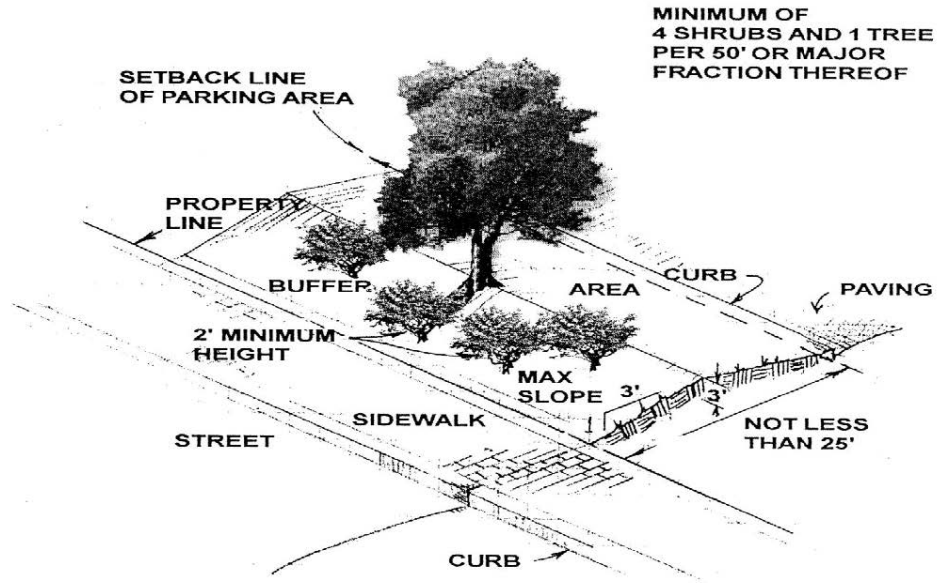 MINIMUM OF
4 SHRUBS AND 1 TREE
PER 50' OR MAJOR
FRACTION THEREOF
SETBACK LINE
OF PARKING AREA
PROPERTY
LINE
BUFFER
AREA
CURB
PAVING
2' MINIMUM
HEIGHT
MAX
SLOPE
3'
3'
SIDEWALK
STREET
NOT LESS
THAN 25'
CURB